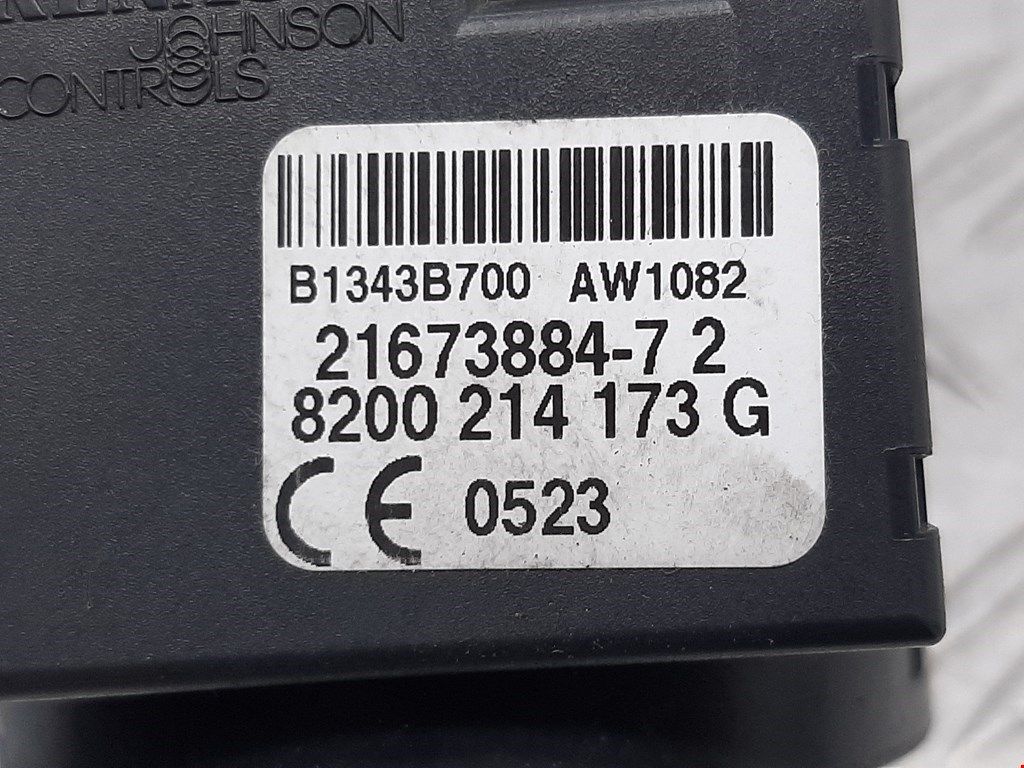 JOHNSON
CONTROLS
B1343B700 AW1082
21673884-7 2
8200 214 173 G
CE 0523